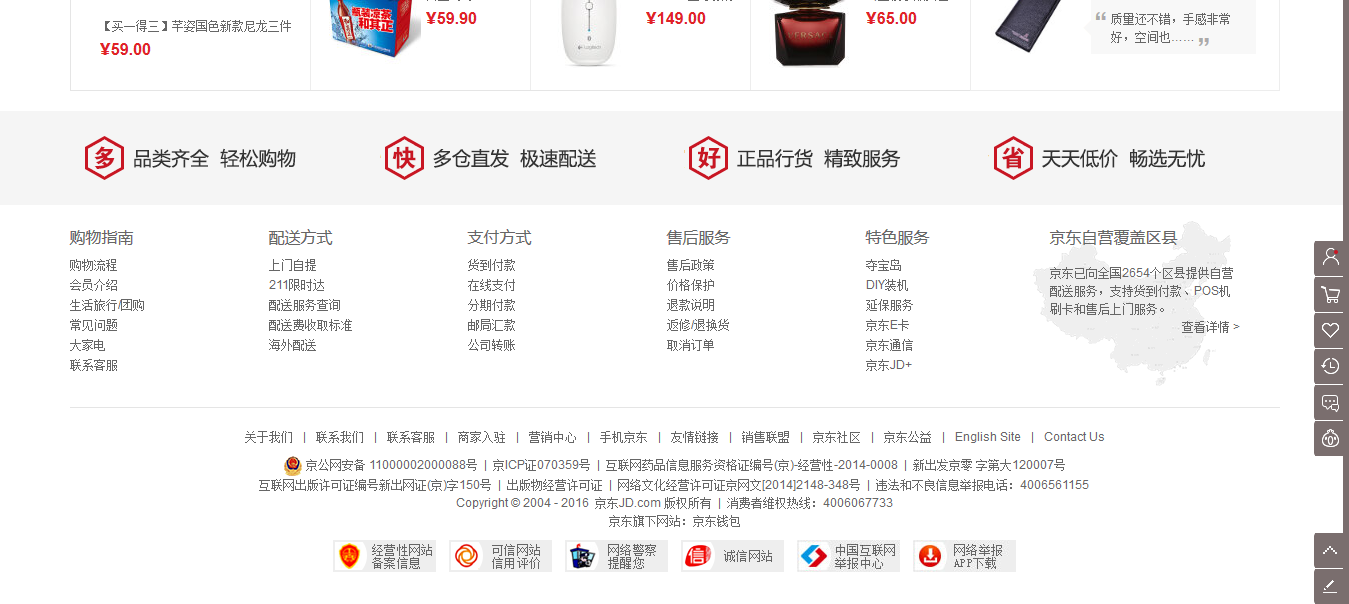 【买一得三】芊姿国色新款尼龙三件
¥59.00
瓶装凉茶
和其正
¥59.90
logitech
¥149.00
VERSACE
¥65.00
“ 质量还不错，手感非常
好，空间也…… ”
多 品类齐全 轻松购物
快 多仓直发 极速配送
好 正品行货 精致服务
省 天天低价 畅选无忧
购物指南
购物流程
会员介绍
生活旅行/团购
常见问题
大家电
联系客服
配送方式
上门自提
211限时达
配送服务查询
配送费收取标准
海外配送
支付方式
货到付款
在线支付
分期付款
邮局汇款
公司转账
售后服务
售后政策
价格保护
退款说明
返修/退换货
取消订单
特色服务
夺宝岛
DIY装机
延保服务
京东E卡
京东通信
京东JD+
京东自营覆盖区县
京东已向全国2654个区县提供自营
配送服务，支持货到付款、POS机
刷卡和售后上门服务。
查看详情 >
关于我们 | 联系我们 | 联系客服 | 商家入驻 | 营销中心 | 手机京东 | 友情链接 | 销售联盟 | 京东社区 | 京东公益 | English Site | Contact Us
京公网安备 11000002000088号 | 京ICP证070359号 | 互联网药品信息服务资格证编号(京)-经营性-2014-0008 | 新出发京零 字第大120007号
互联网出版许可证编号新出网证(京)字150号 | 出版物经营许可证 | 网络文化经营许可证京网文[2014]2148-348号 | 违法和不良信息举报电话：4006561155
Copyright © 2004 - 2016 京东JD.com 版权所有 | 消费者维权热线：4006067733
京东旗下网站：京东钱包
经营性网站
备案信息
可信网站
信用评价
网络警察
提醒您
诚信网站
中国互联网
举报中心
网络举报
APP下载